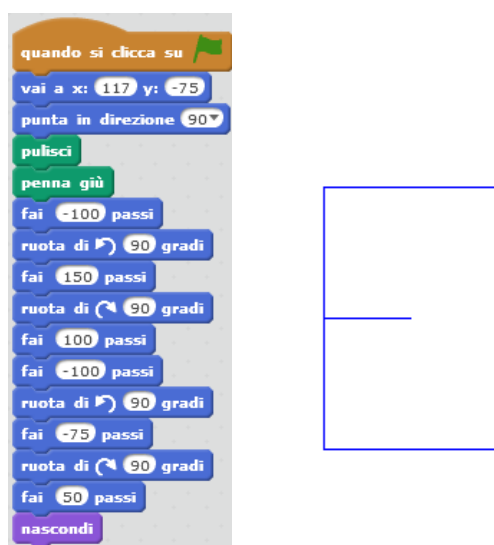 quando si clicca su
vai a x: 117 y: -75
punta in direzione 90
pulisci
penna giù
fai -100 passi
ruota di 90 gradi
fai 150 passi
ruota di 90 gradi
fai 100 passi
fai -100 passi
ruota di 90 gradi
fai -75 passi
ruota di 90 gradi
fai 50 passi
nascondi